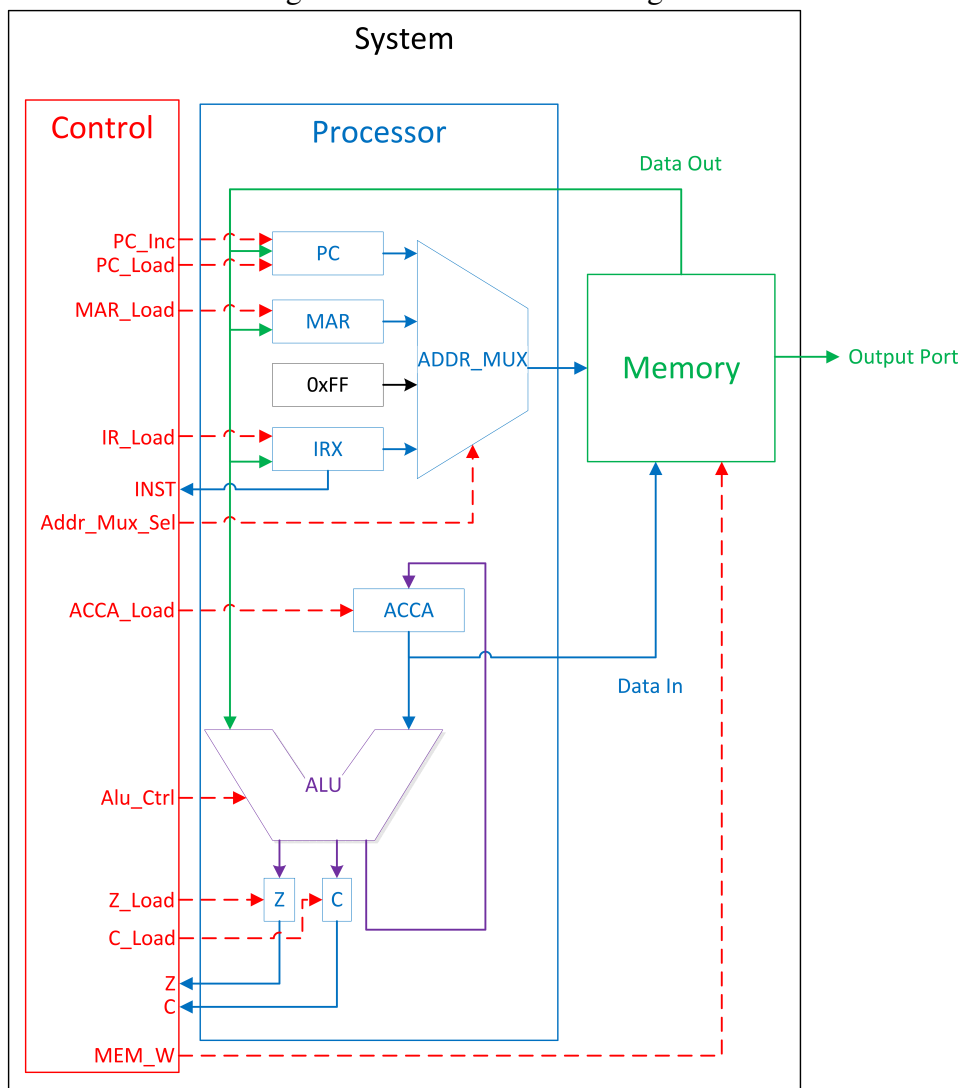 System
Control
Processor
Data Out
PC_Inc
PC
PC_Load
MAR_Load
MAR
ADDR_MUX
Memory
Output Port
0xFF
IR_Load
IRX
INST
Addr_Mux_Sel
ACCA_Load
ACCA
Data In
ALU
Alu_Ctrl
Z_Load
Z
C
C_Load
Z
C
MEM_W